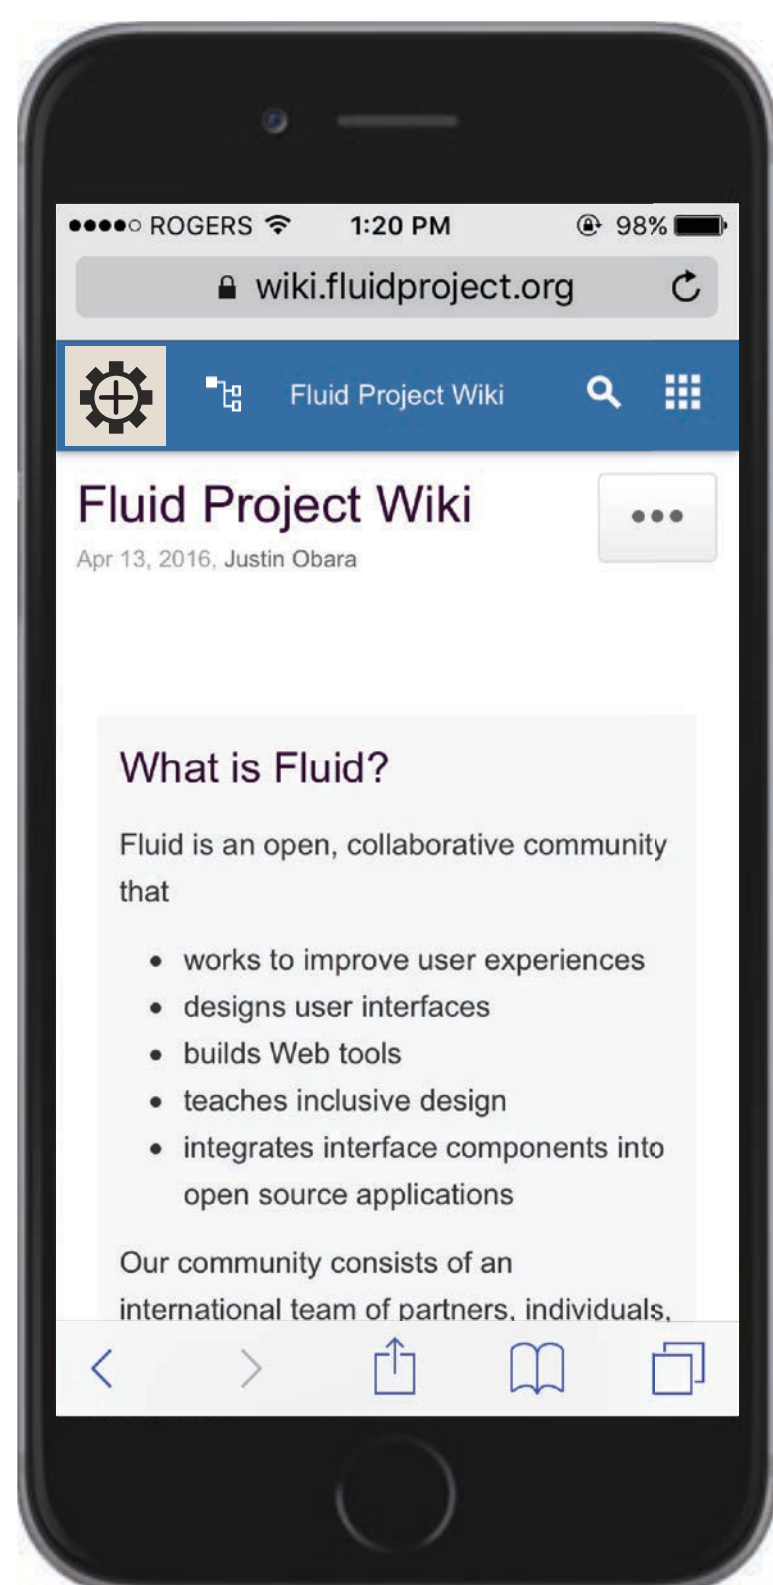 ROGERS 1:20 PM 98%
wiki.fluidproject.org
Fluid Project Wiki
Fluid Project Wiki
Apr 13, 2016, Justin Obara
What is Fluid?
Fluid is an open, collaborative community
that
• works to improve user experiences
• designs user interfaces
• builds Web tools
• teaches inclusive design
• integrates interface components into
open source applications
Our community consists of an
international team of partners, individuals,